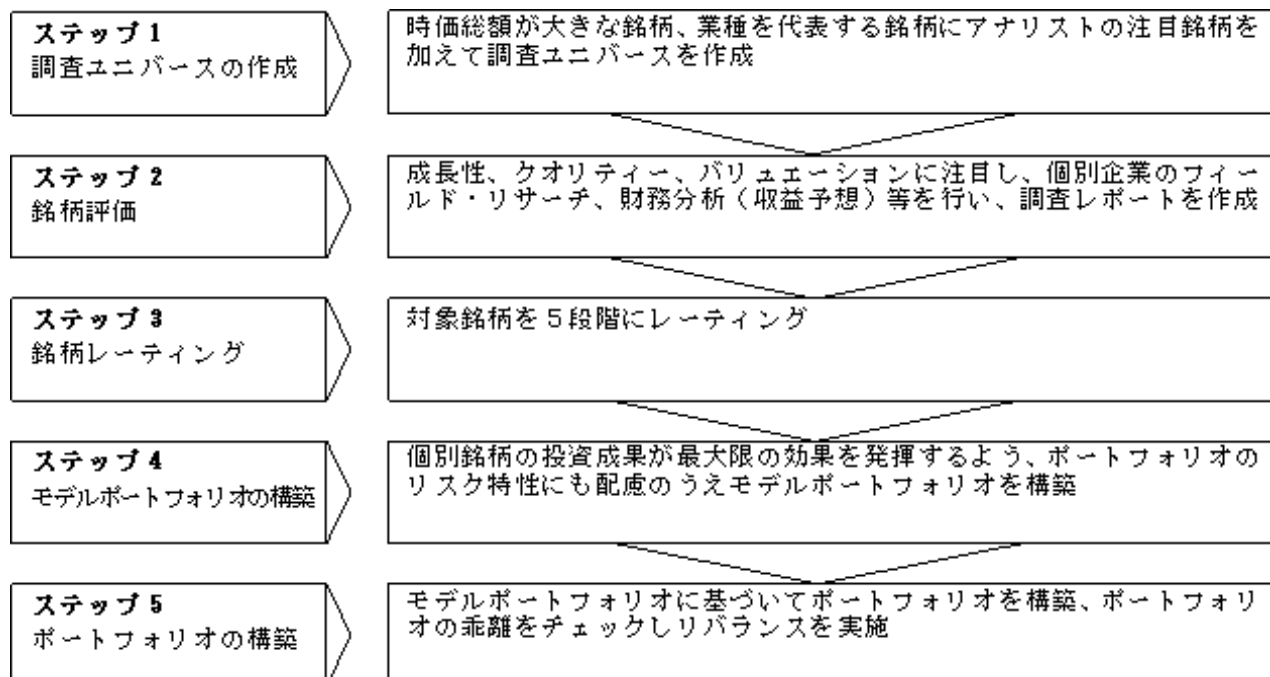 ステップ1
調査ユニバースの作成
時価総額が大きな銘柄、業種を代表する銘柄にアナリストの注目銘柄を
加えて調査ユニバースを作成
ステップ2
銘柄評価
成長性、クオリティー、バリュエーションに注目し、個別企業のフィー
ルド・リサーチ、財務分析（収益予想）等を行い、調査レポートを作成
ステップ3
銘柄レーティング
対象銘柄を5段階にレーティング
ステップ4
モデルポートフォリオの構築
個別銘柄の投資成果が最大限の効果を発揮するよう、ポートフォリオの
リスク特性にも配慮のうえモデルポートフォリオを構築
ステップ5
ポートフォリオの構築
モデルポートフォリオに基づいてポートフォリオを構築、ポートフォリ
オの乖離をチェックしリバランスを実施